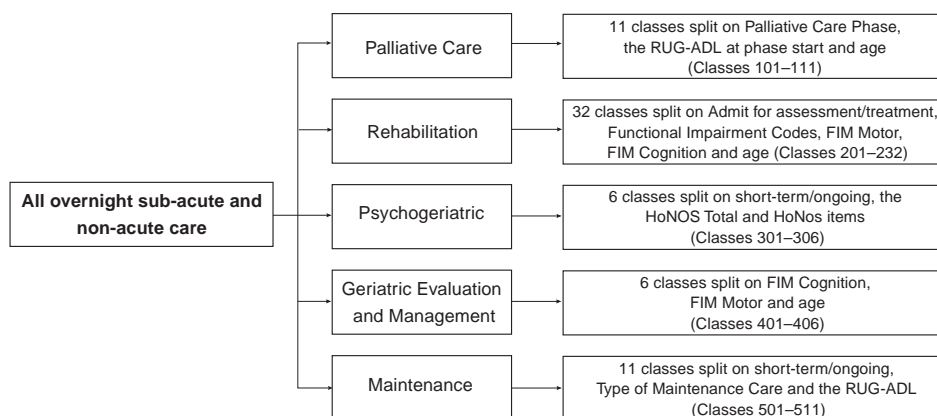 All overnight sub-acute and
non-acute care
Palliative Care
11 classes split on Palliative Care Phase,
the RUG-ADL at phase start and age
(Classes 101–111)
Rehabilitation
32 classes split on Admit for assessment/treatment,
Functional Impairment Codes, FIM Motor,
FIM Cognition and age (Classes 201–232)
Psychogeriatric
6 classes split on short-term/ongoing, the
HoNOS Total and HoNos items
(Classes 301–306)
Geriatric Evaluation
and Management
6 classes split on FIM Cognition,
FIM Motor and age
(Classes 401–406)
Maintenance
11 classes split on short-term/ongoing,
Type of Maintenance Care and the RUG-ADL
(Classes 501–511)